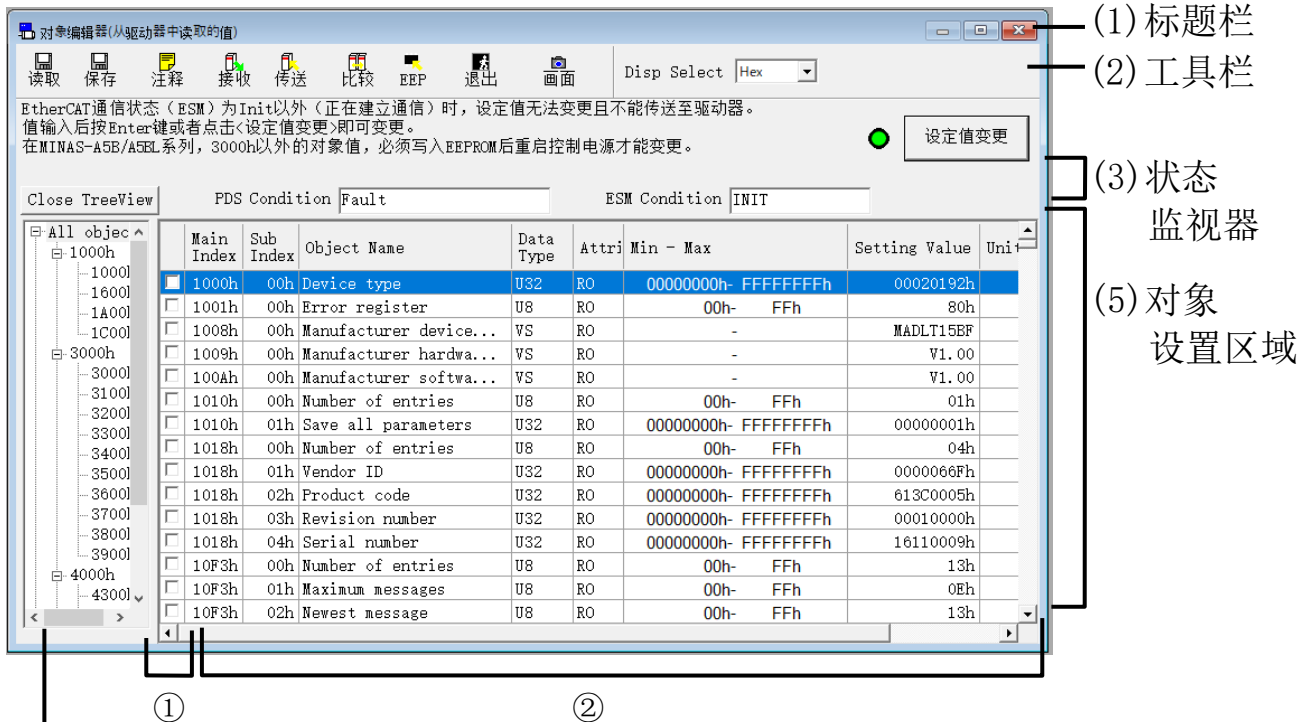 对象编辑器(从驱动器中读取的值)
(1)标题栏
读取 保存 注释 接收 传送 比较 EEP 退出 画面 Disp Select Hex
(2)工具栏
EtherCAT通信状态（ESM）为Init以外（正在建立通信）时，设定值无法变更且不能传送至驱动器。
值输入后按Enter键或者点击<设定值变更>即可变更。
在MINAS-A5B/A5BL系列，3000h以外的对象值，必须写入EEPROM后重启控制电源才能变更。
设定值变更
(3)状态
监视器
Close TreeView PDS Condition Fault ESM Condition INIT
(5)对象
设置区域
All objec
1000h
1000
1600
1A00
1C00
3000h
3000
3100
3200
3300
3400
3500
3600
3700
3800
3900
4000h
4300
Main Index Sub Index Object Name Data Type Attri Min - Max Setting Value Unit
1000h 00h Device type U32 RO 00000000h- FFFFFFFFh 00020192h
1001h 00h Error register U8 RO 00h- FFh 80h
1008h 00h Manufacturer device... VS RO - MADLT15BF
1009h 00h Manufacturer hardwa... VS RO - V1.00
100Ah 00h Manufacturer softwa... VS RO - V1.00
1010h 00h Number of entries U8 RO 00h- FFh 01h
1010h 01h Save all parameters U32 RO 00000000h- FFFFFFFFh 00000001h
1018h 00h Number of entries U8 RO 00h- FFh 04h
1018h 01h Vendor ID U32 RO 00000000h- FFFFFFFFh 0000066Fh
1018h 02h Product code U32 RO 00000000h- FFFFFFFFh 613C0005h
1018h 03h Revision number U32 RO 00000000h- FFFFFFFFh 00010000h
1018h 04h Serial number U32 RO 00000000h- FFFFFFFFh 16110009h
10F3h 00h Number of entries U8 RO 00h- FFh 13h
10F3h 01h Maximum messages U8 RO 00h- FFh 0Eh
10F3h 02h Newest message U8 RO 00h- FFh 13h
① ②